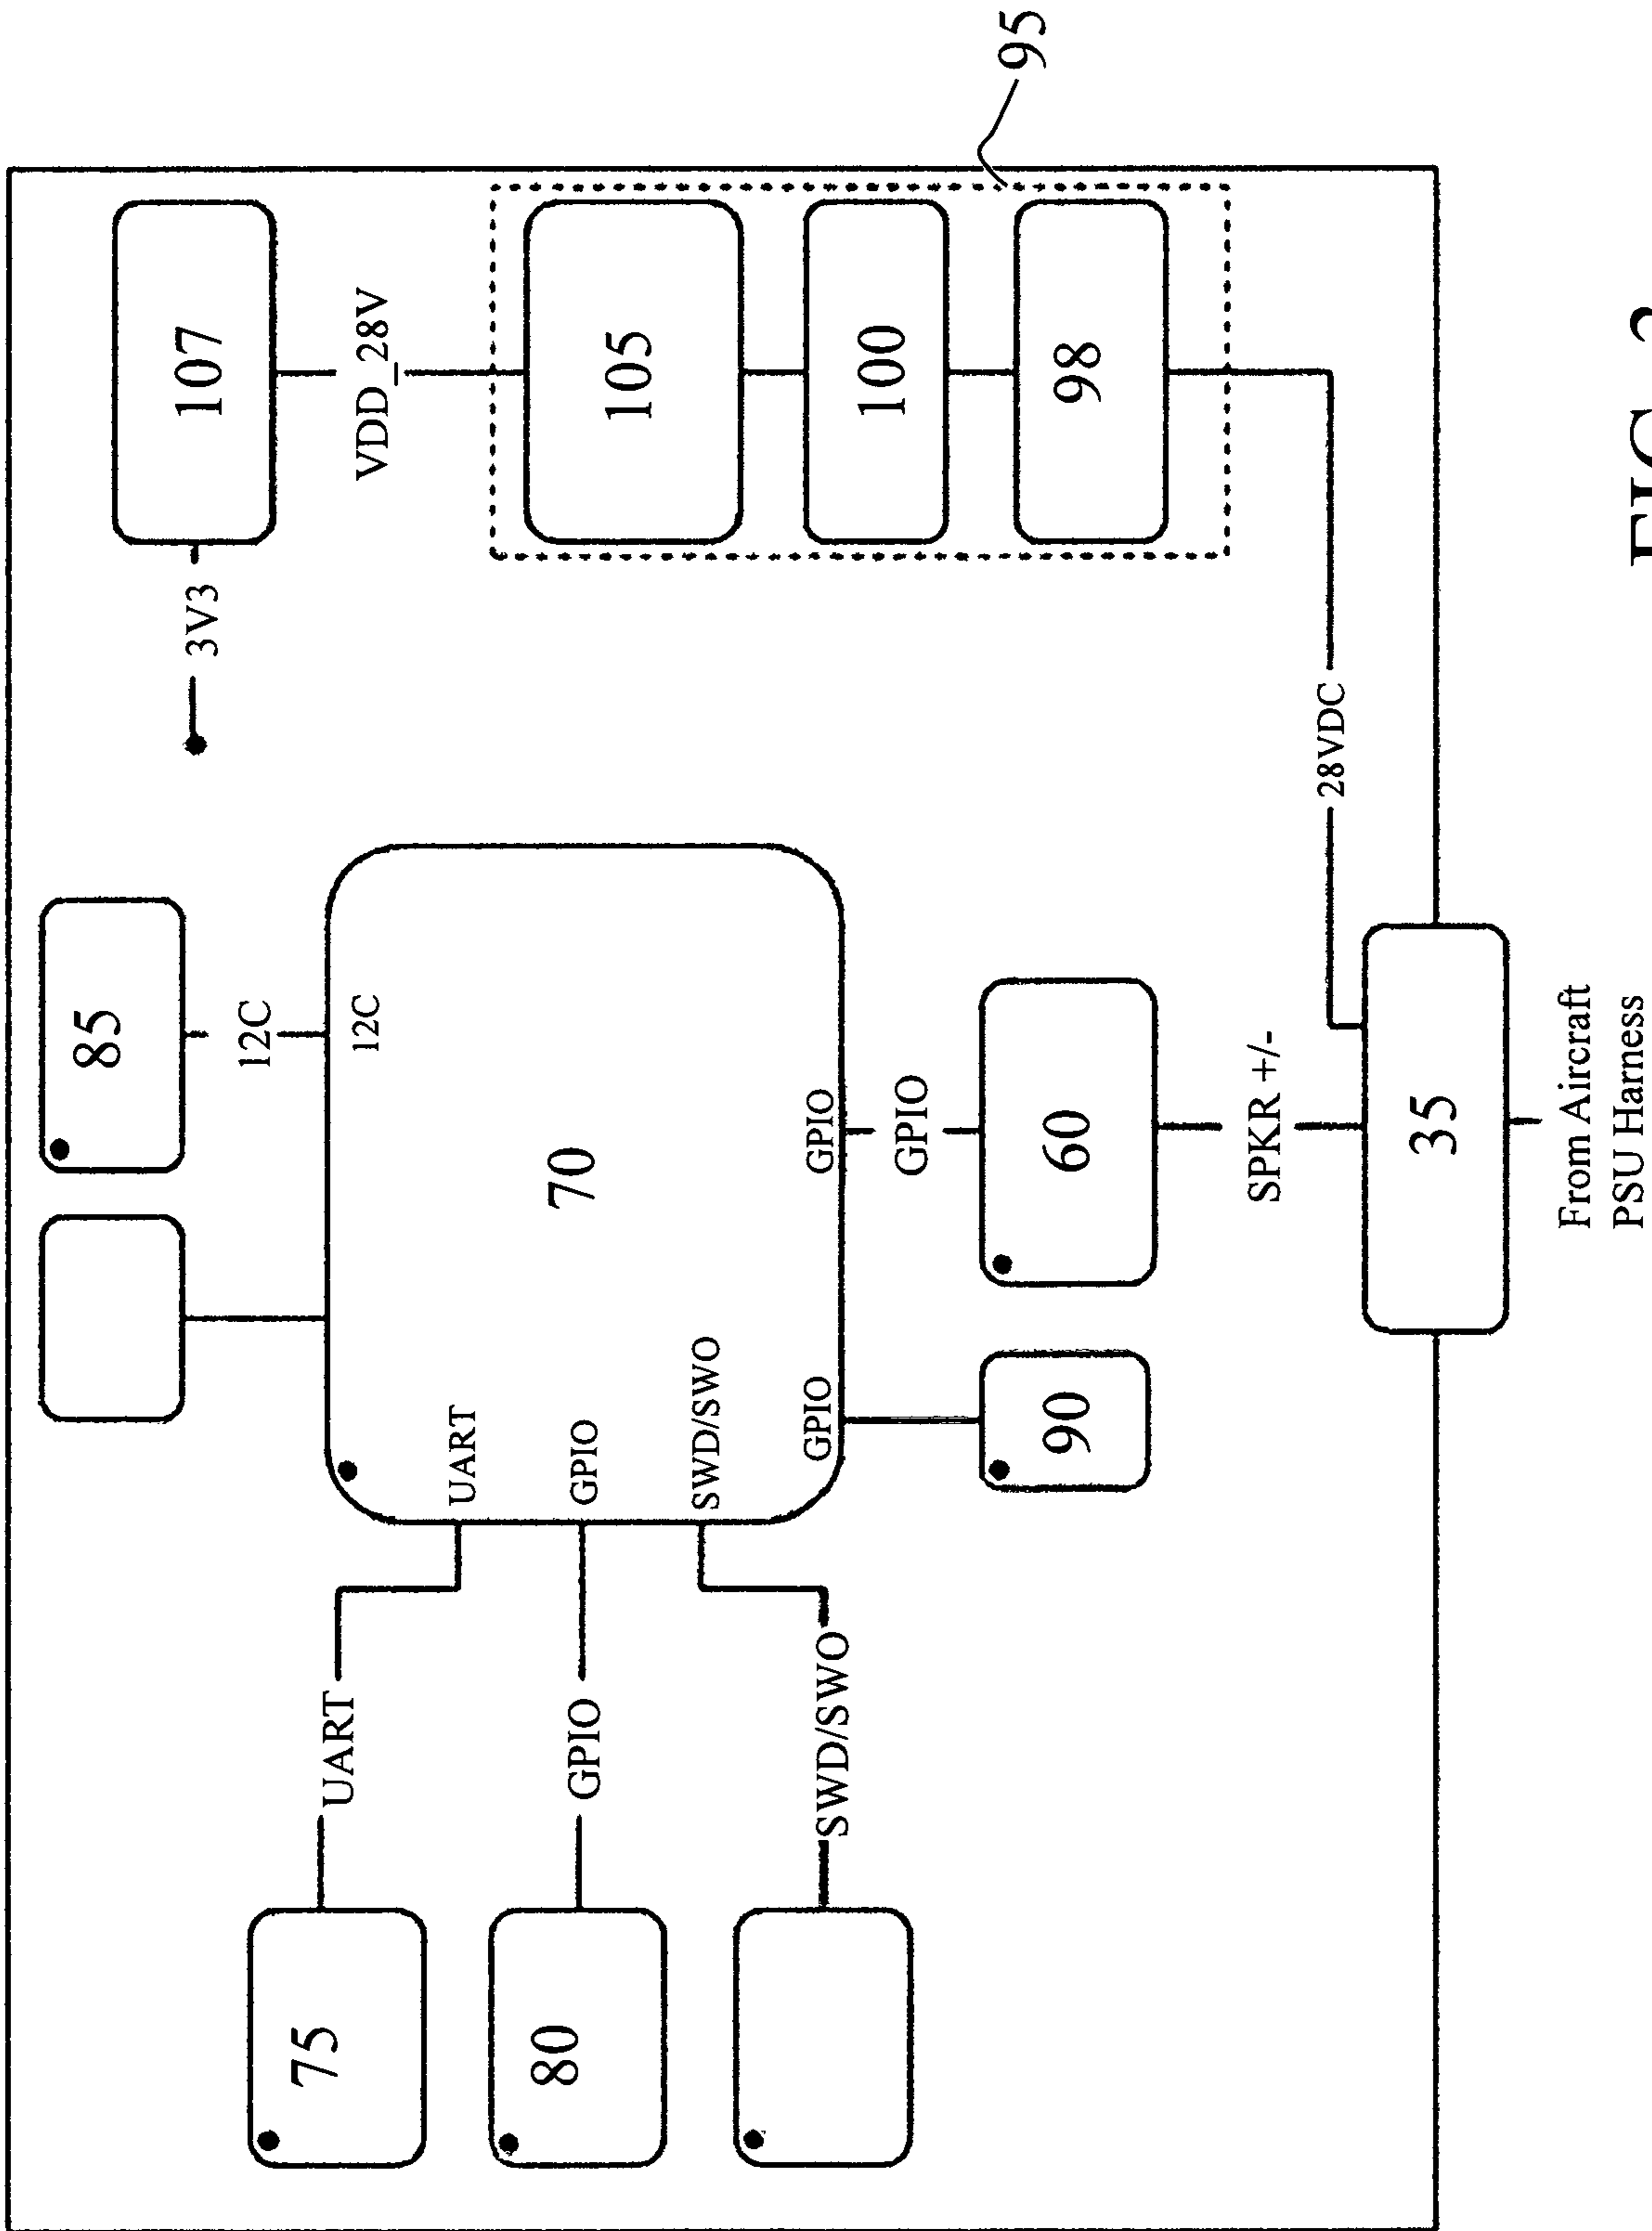 85
3V3
107
12C
75
UART
12C
VDD_28V
UART
80
GPIO
GPIO
70
105
SWD/SWO
SWD/SWO
GPIO
GPIO
100
GPIO
95
90
60
98
SPKR +/-
28VDC
35
From Aircraft
PSU Harness
FIG.